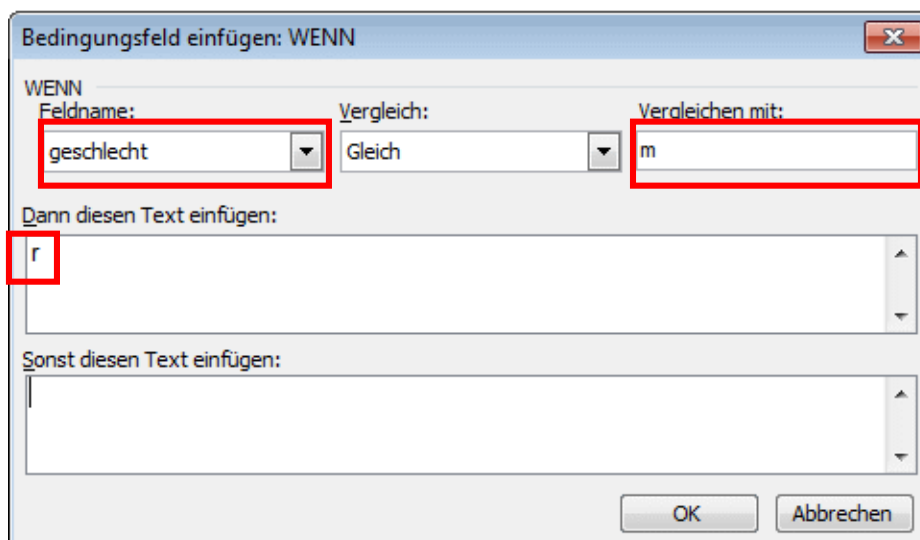 Bedingungsfeld einfügen: WENN
WENN
Feldname: Vergleich: Vergleichen mit:
geschlecht Gleich m
Dann diesen Text einfügen:
r
Sonst diesen Text einfügen:
OK Abbrechen